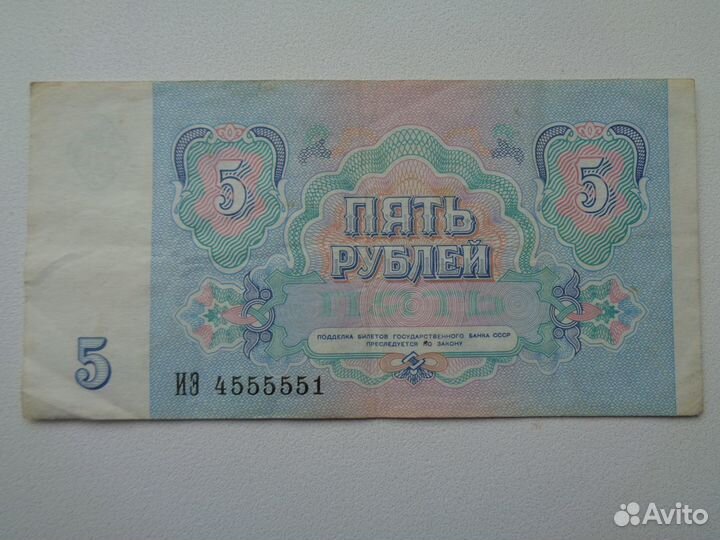 5
5
ПЯТЬ
РУБЛЕЙ
ПОДДЕЛКА БИЛЕТОВ ГОСУДАРСТВЕННОГО БАНКА СССР
ПРЕСЛЕДУЕТСЯ ПО ЗАКОНУ
5
ИЭ 4555551
Avito